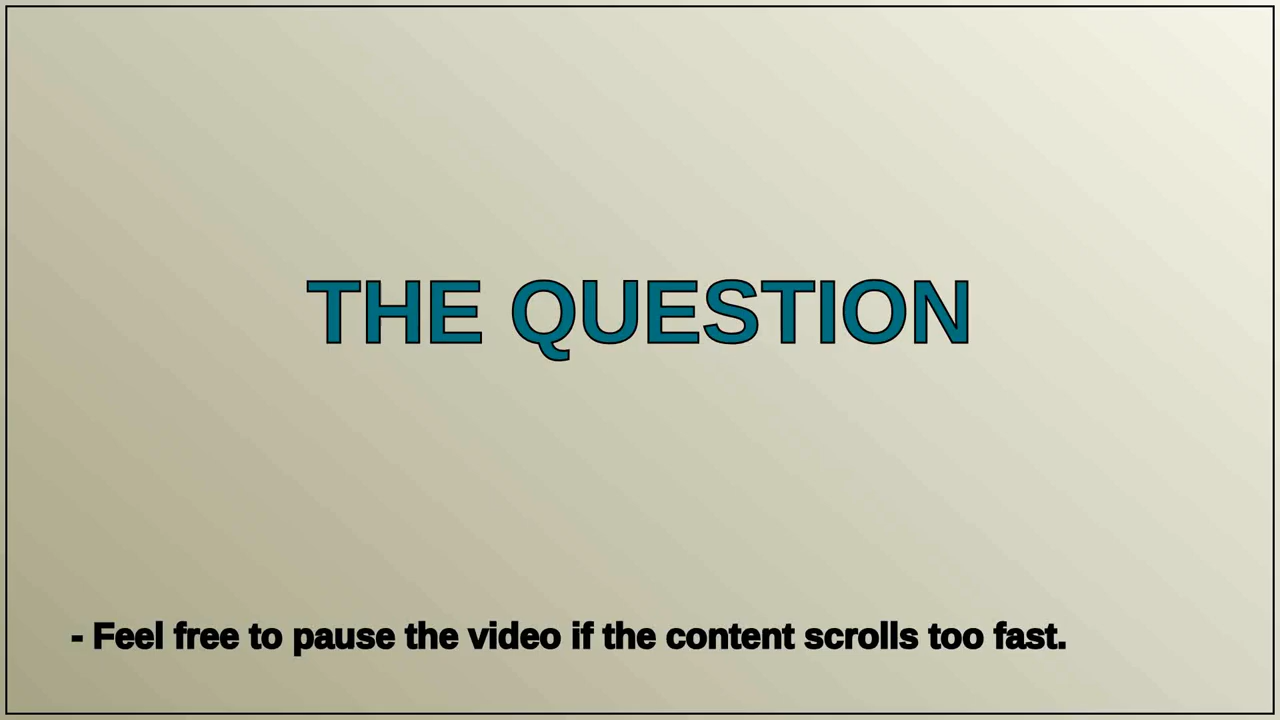 THE QUESTION
- Feel free to pause the video if the content scrolls too fast.